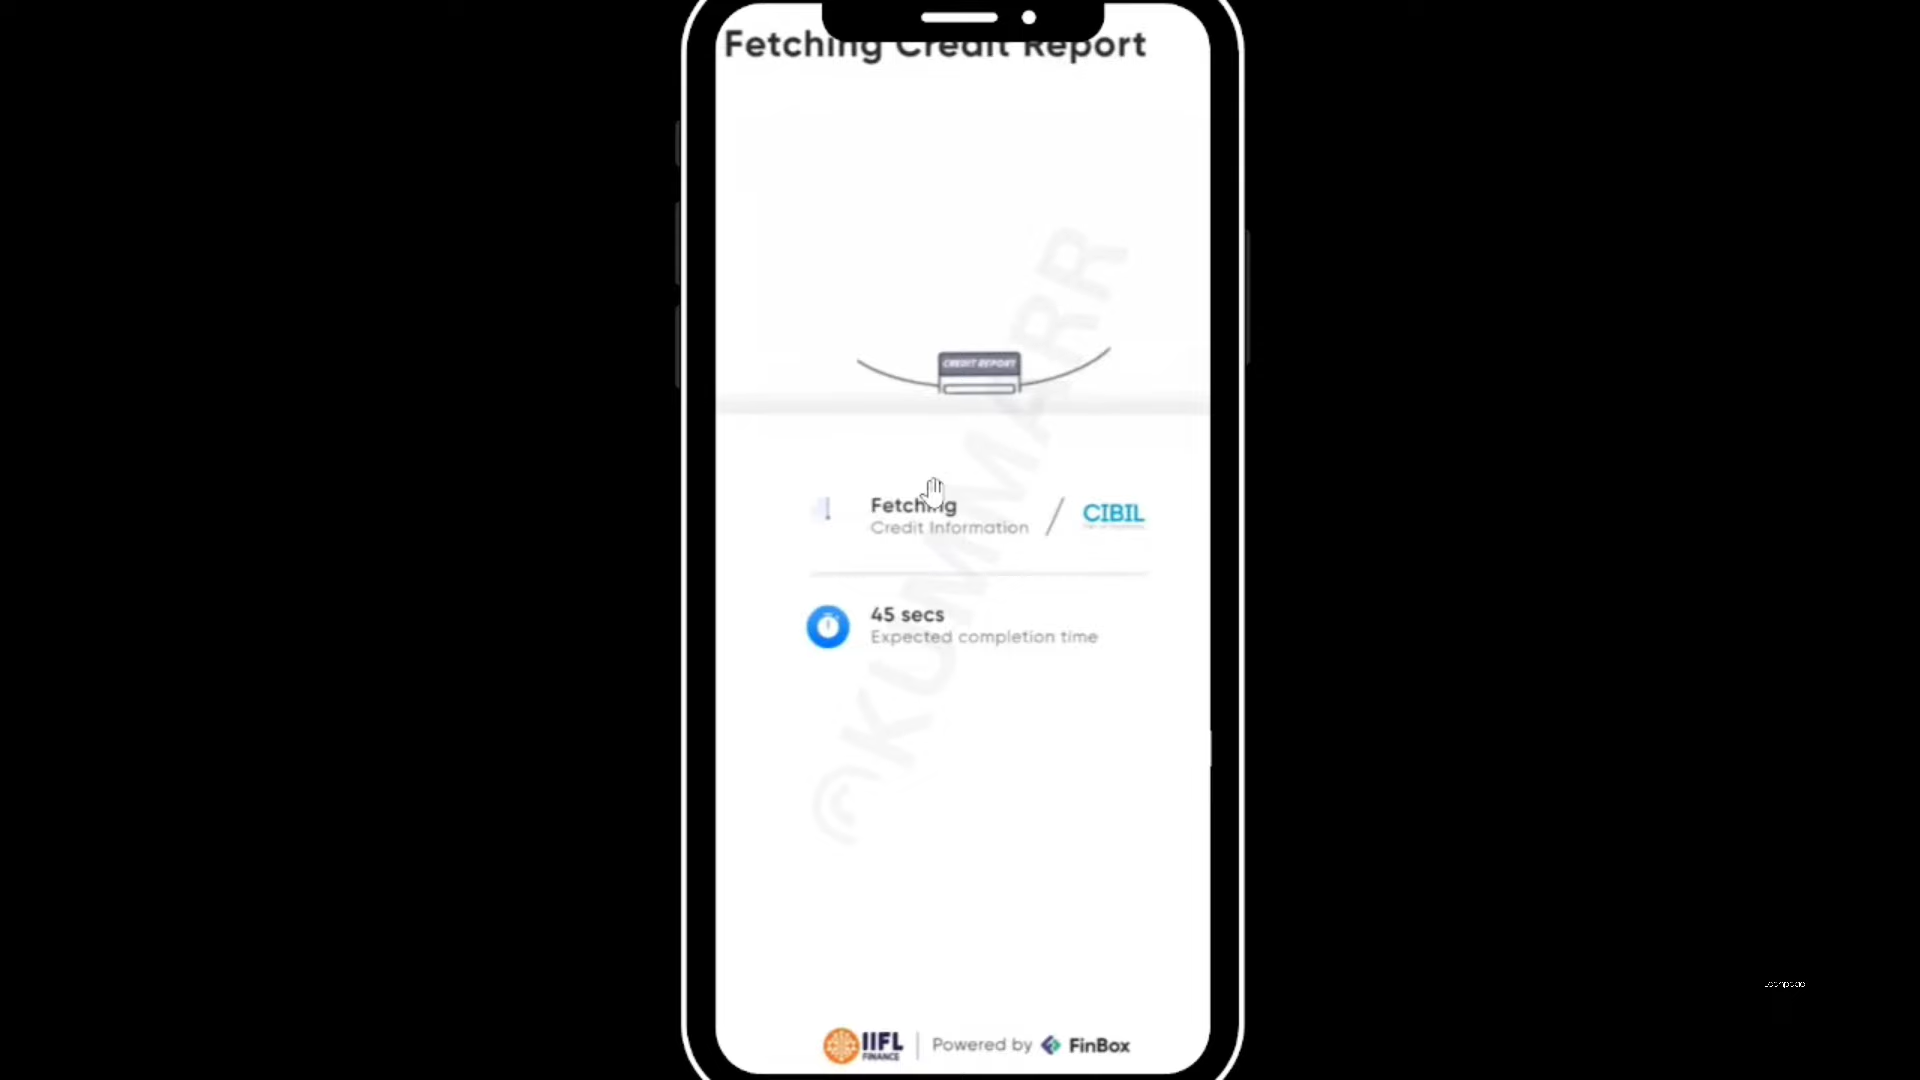 Fetching Credit Report
CREDIT REPORT
Fetching
Credit Information
CIBIL
45 secs
Expected completion time
@KUMMARR
IIFL
FINANCE
Powered by FinBox